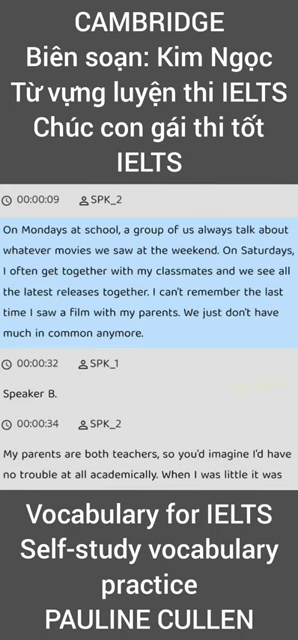 CAMBRIDGE
Biên soạn: Kim Ngọc
Từ vựng luyện thi IELTS
Chúc con gái thi tốt
IELTS
00:00:09 SPK_2
On Mondays at school, a group of us always talk about
whatever movies we saw at the weekend. On Saturdays,
I often get together with my classmates and we see all
the latest releases together. I can't remember the last
time I saw a film with my parents. We just don't have
much in common anymore.
00:00:32 SPK_1
Speaker B.
00:00:34 SPK_2
My parents are both teachers, so you'd imagine I'd have
no trouble at all academically. When I was little it was
Vocabulary for IELTS
Self-study vocabulary
practice
PAULINE CULLEN